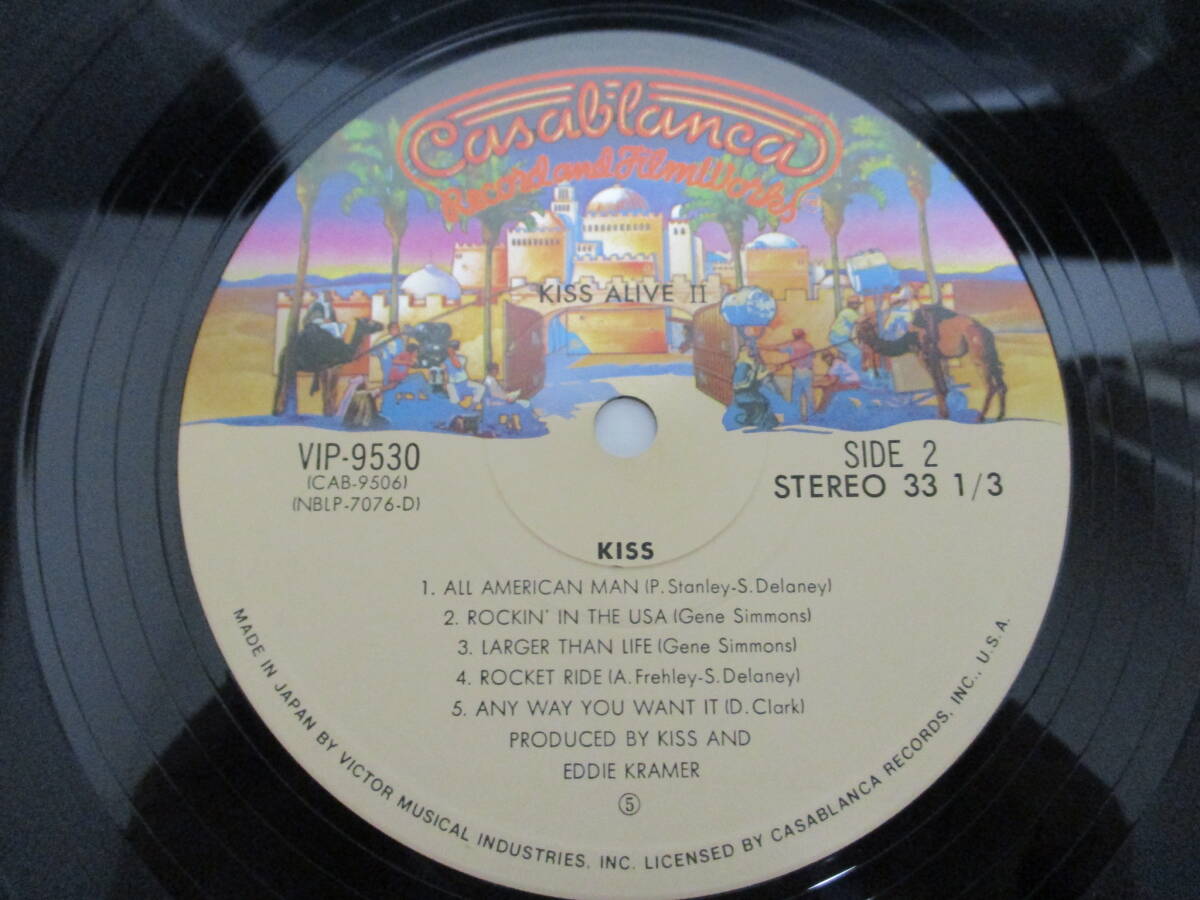 Casablanca
Record and FilmWorks
KISS ALIVE II
VIP-9530
(CAB-9506)
(NBLP-7076-D)
SIDE 2
STEREO 33 1/3
KISS
1. ALL AMERICAN MAN (P. Stanley-S. Delaney)
2. ROCKIN' IN THE USA (Gene Simmons)
3. LARGER THAN LIFE (Gene Simmons)
4. ROCKET RIDE (A. Frehley-S. Delaney)
5. ANY WAY YOU WANT IT (D. Clark)
PRODUCED BY KISS AND
EDDIE KRAMER
⑤
MADE IN JAPAN BY VICTOR MUSICAL INDUSTRIES, INC. LICENSED BY CASABLANCA RECORDS, INC., U.S.A.